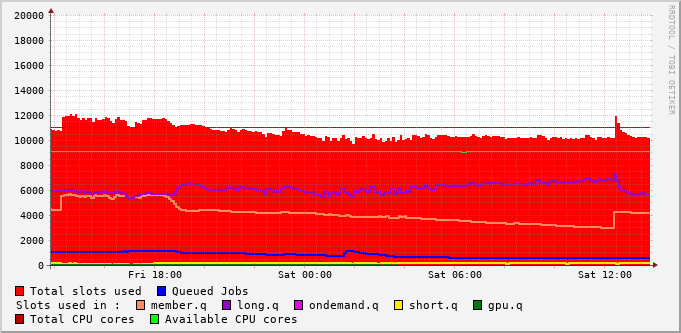 20000
18000
16000
14000
12000
10000
8000
6000
4000
2000
0
Fri 18:00 Sat 00:00 Sat 06:00 Sat 12:00
RRDTOOL / TOBI OETIKER
Total slots used Queued Jobs
Slots used in : member.q long.q ondemand.q short.q gpu.q
Total CPU cores Available CPU cores